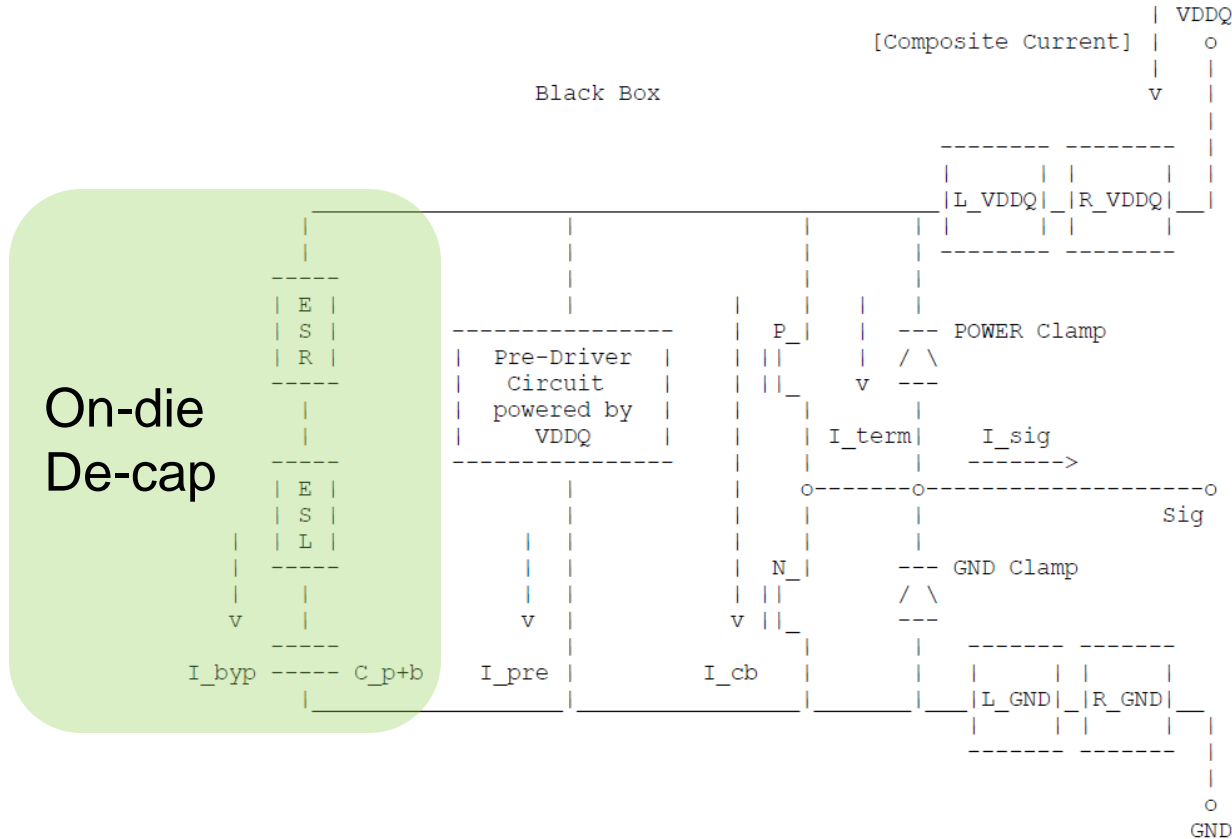 VDDQ
[Composite Current]
Black Box
L_VDDQ R_VDDQ
E
S
R
P_
POWER Clamp
Pre-Driver
Circuit
powered by
VDDQ
On-die
De-cap
I_term
I_sig
E
S
L
Sig
N_
GND Clamp
I_byp
C_p+b
I_pre
I_cb
L_GND R_GND
GND